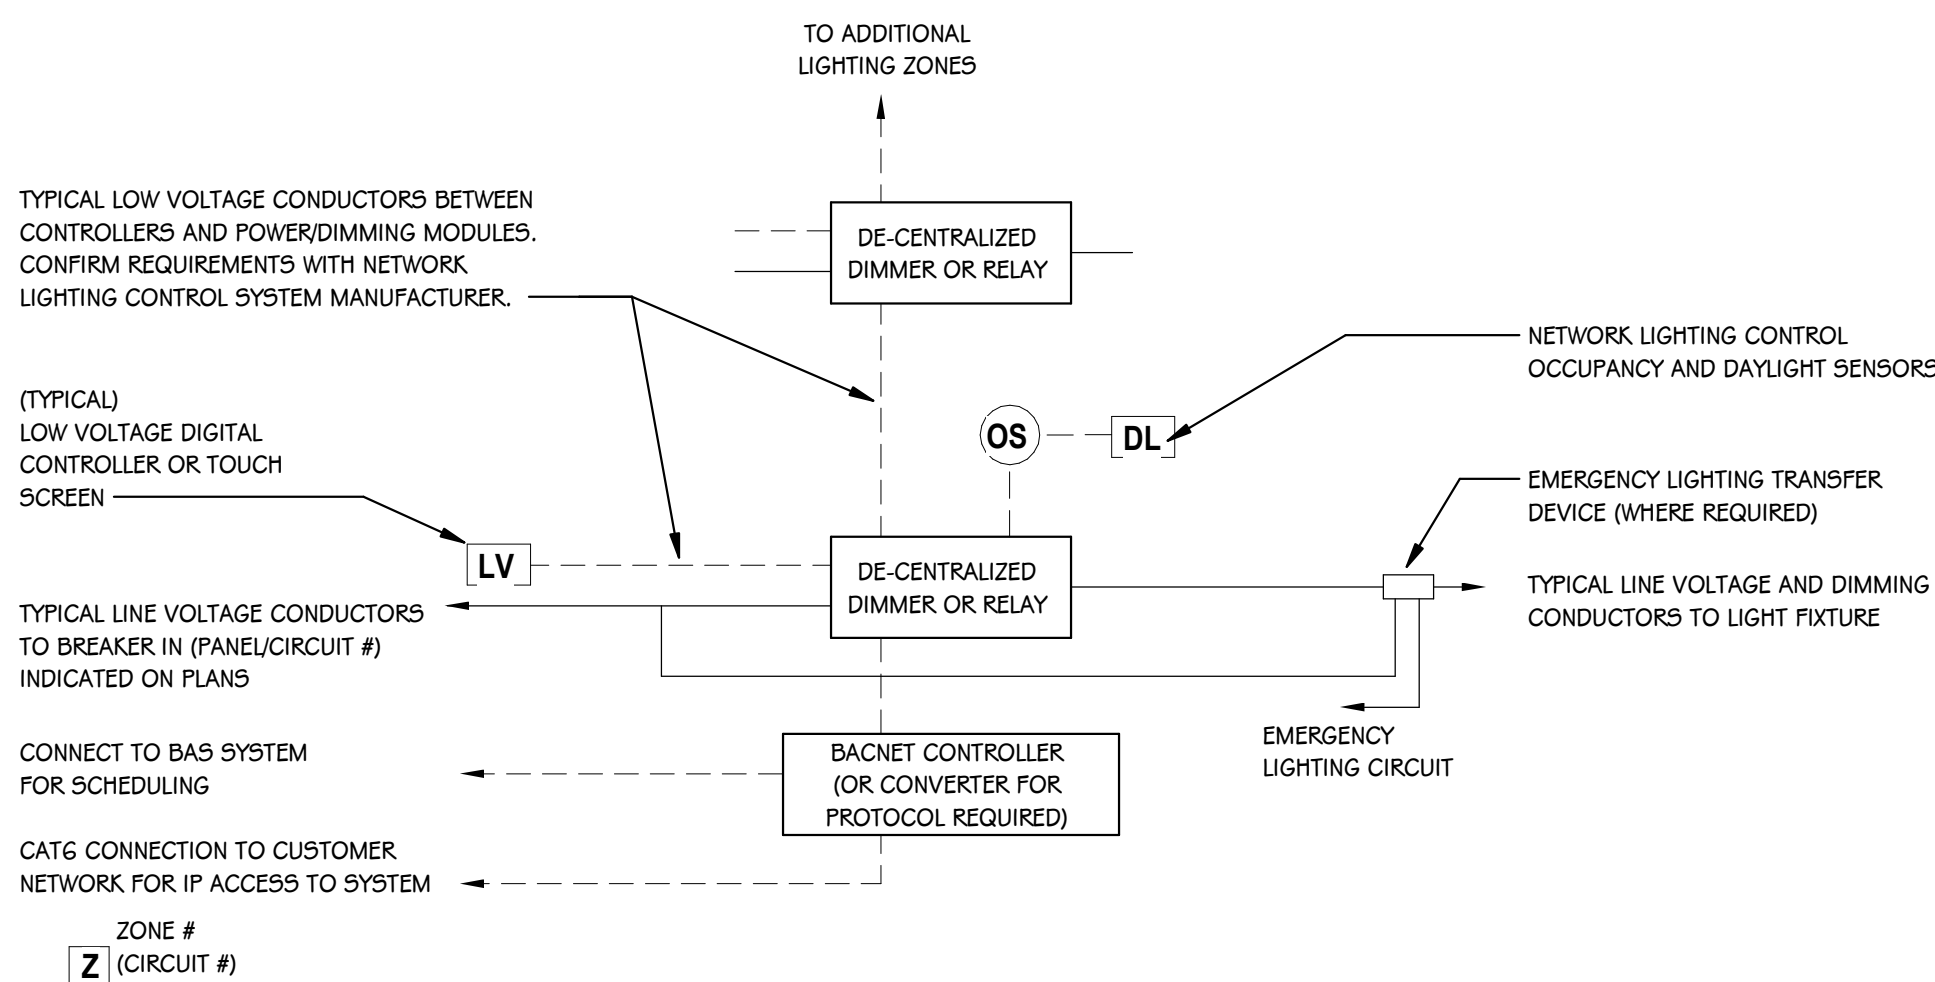 TO ADDITIONAL
LIGHTING ZONES
TYPICAL LOW VOLTAGE CONDUCTORS BETWEEN
CONTROLLERS AND POWER/DIMMING MODULES.
CONFIRM REQUIREMENTS WITH NETWORK
LIGHTING CONTROL SYSTEM MANUFACTURER.
DE-CENTRALIZED
DIMMER OR RELAY
NETWORK LIGHTING CONTROL
OCCUPANCY AND DAYLIGHT SENSORS
(TYPICAL)
LOW VOLTAGE DIGITAL
CONTROLLER OR TOUCH
SCREEN
OS
DL
EMERGENCY LIGHTING TRANSFER
DEVICE (WHERE REQUIRED)
LV
DE-CENTRALIZED
DIMMER OR RELAY
TYPICAL LINE VOLTAGE AND DIMMING
CONDUCTORS TO LIGHT FIXTURE
TYPICAL LINE VOLTAGE CONDUCTORS
TO BREAKER IN (PANEL/CIRCUIT #)
INDICATED ON PLANS
EMERGENCY
LIGHTING CIRCUIT
CONNECT TO BAS SYSTEM
FOR SCHEDULING
BACNET CONTROLLER
(OR CONVERTER FOR
PROTOCOL REQUIRED)
CAT6 CONNECTION TO CUSTOMER
NETWORK FOR IP ACCESS TO SYSTEM
ZONE #
Z (CIRCUIT #)